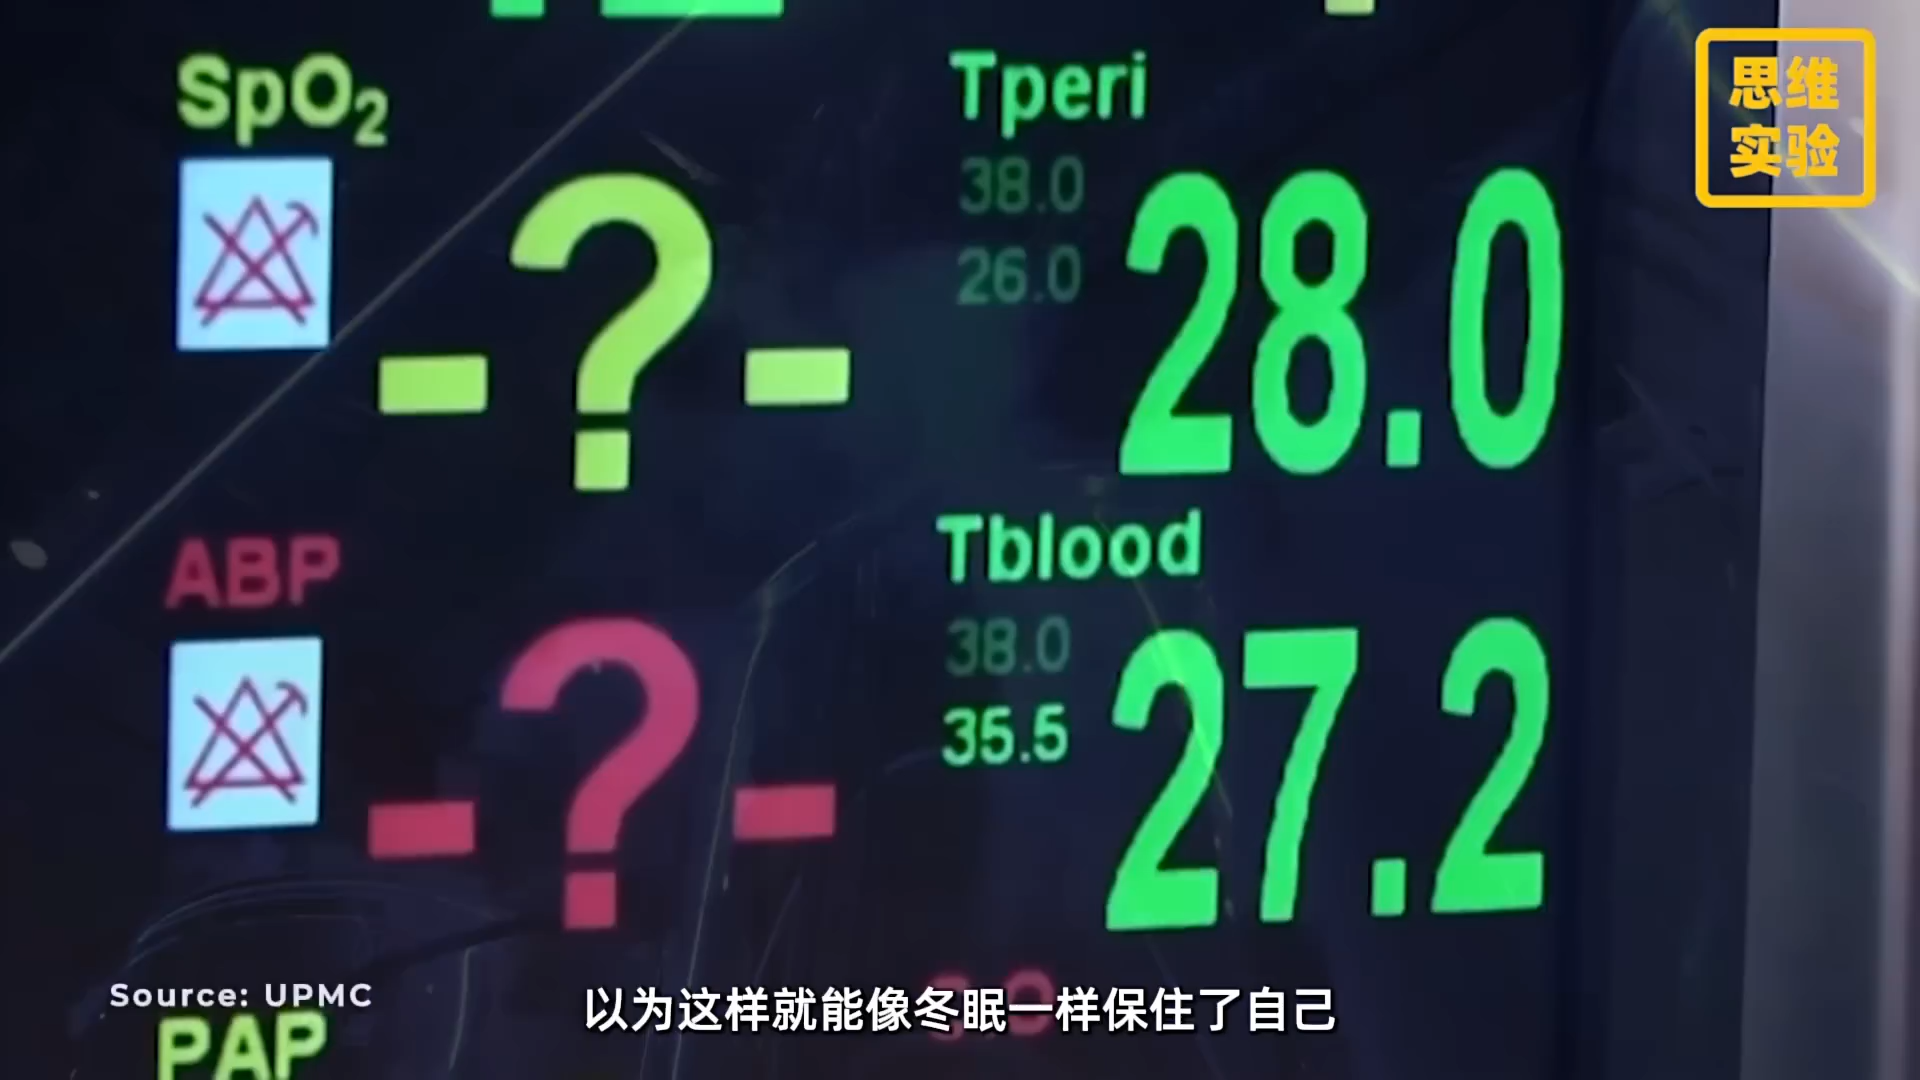 思维
实验
SpO₂
-?-
Tperi
38.0
26.0
28.0
ABP
-?-
Tblood
38.0
35.5
27.2
Source: UPMC
PAP
以为这样就能像冬眠一样保住了自己